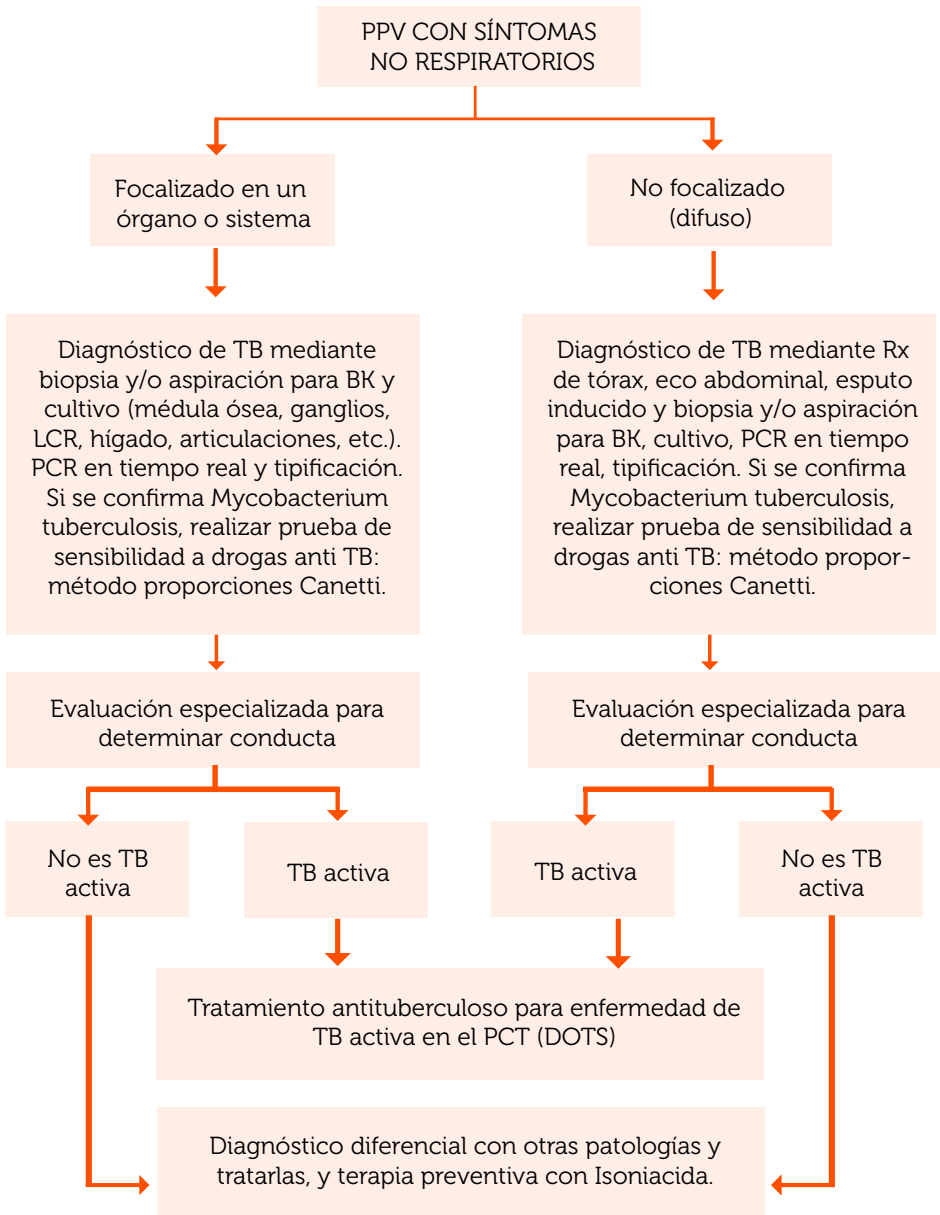 PPV CON SÍNTOMAS
NO RESPIRATORIOS
Focalizado en un
órgano o sistema
No focalizado
(difuso)
Diagnóstico de TB mediante
biopsia y/o aspiración para BK y
cultivo (médula ósea, ganglios,
LCR, hígado, articulaciones, etc.).
PCR en tiempo real y tipificación.
Si se confirma Mycobacterium
tuberculosis, realizar prueba de
sensibilidad a drogas anti TB:
método proporciones Canetti.
Diagnóstico de TB mediante Rx
de tórax, eco abdominal, esputo
inducido y biopsia y/o aspiración
para BK, cultivo, PCR en tiempo
real, tipificación. Si se confirma
Mycobacterium tuberculosis,
realizar prueba de sensibilidad a
drogas anti TB: método propor-
ciones Canetti.
Evaluación especializada para
determinar conducta
Evaluación especializada para
determinar conducta
No es TB
activa
TB activa
TB activa
No es TB
activa
Tratamiento antituberculoso para enfermedad de
TB activa en el PCT (DOTS)
Diagnóstico diferencial con otras patologías y
tratarlas, y terapia preventiva con Isoniacida.